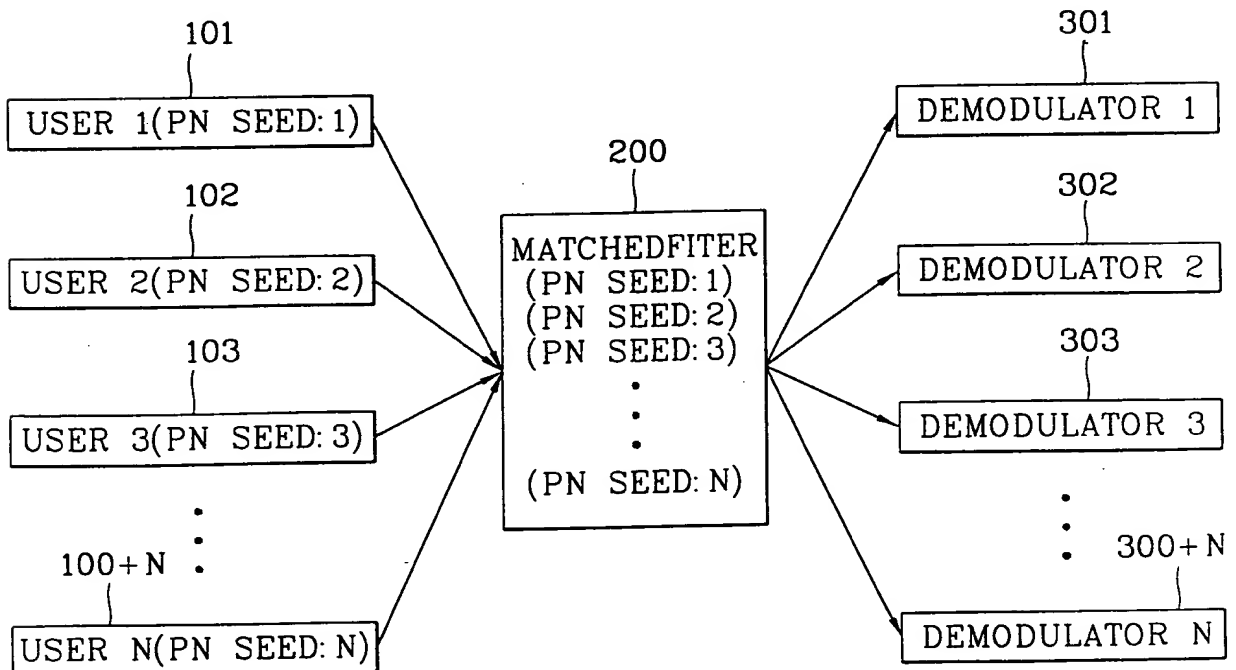 101
USER 1(PN SEED:1)
102
USER 2(PN SEED:2)
103
USER 3(PN SEED:3)
100+N
USER N(PN SEED:N)
200
MATCHEDFITER
(PN SEED:1)
(PN SEED:2)
(PN SEED:3)
(PN SEED:N)
301
DEMODULATOR 1
302
DEMODULATOR 2
303
DEMODULATOR 3
300+N
DEMODULATOR N